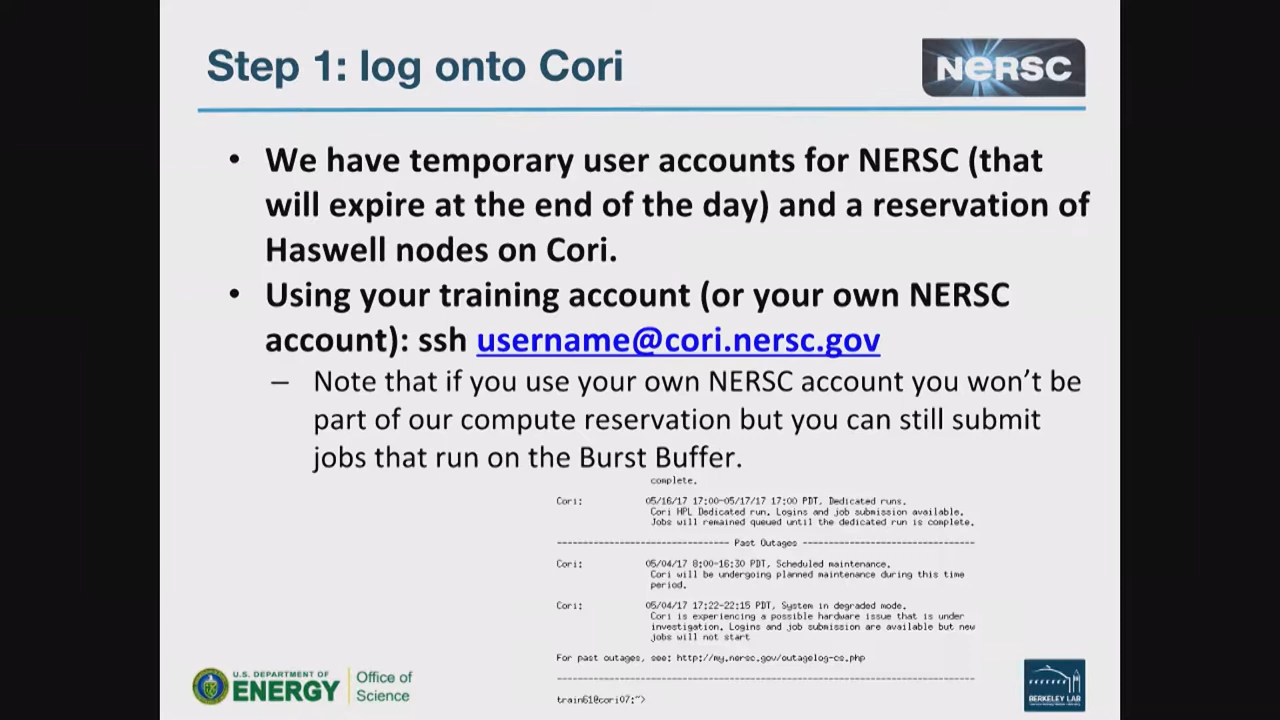 Step 1: log onto Cori
NERSC
• We have temporary user accounts for NERSC (that
will expire at the end of the day) and a reservation of
Haswell nodes on Cori.
• Using your training account (or your own NERSC
account): ssh username@cori.nersc.gov
– Note that if you use your own NERSC account you won't be
part of our compute reservation but you can still submit
jobs that run on the Burst Buffer.
complete.
Cori: 05/16/17 17:00-05/17/17 17:00 PDT, Dedicated runs.
Cori HPL Dedicated run. Logins and job submission available.
Jobs will remained queued until the dedicated run is complete.
------------------------------ Past Outages ------------------------------
Cori: 05/04/17 8:00-16:30 PDT, Scheduled maintenance.
Cori will be undergoing planned maintenance during this time
period.
Cori: 05/04/17 17:22-22:15 PDT, System in degraded mode.
Cori is experiencing a possible hardware issue that is under
investigation. Logins and job submission are available but new
jobs will not start
For past outages, see: http://my.nersc.gov/outagelog-cs.php
--------------------------------------------------------------------------
train61@cori07:~>
U.S. DEPARTMENT OF
ENERGY
Office of
Science
BERKELEY LAB